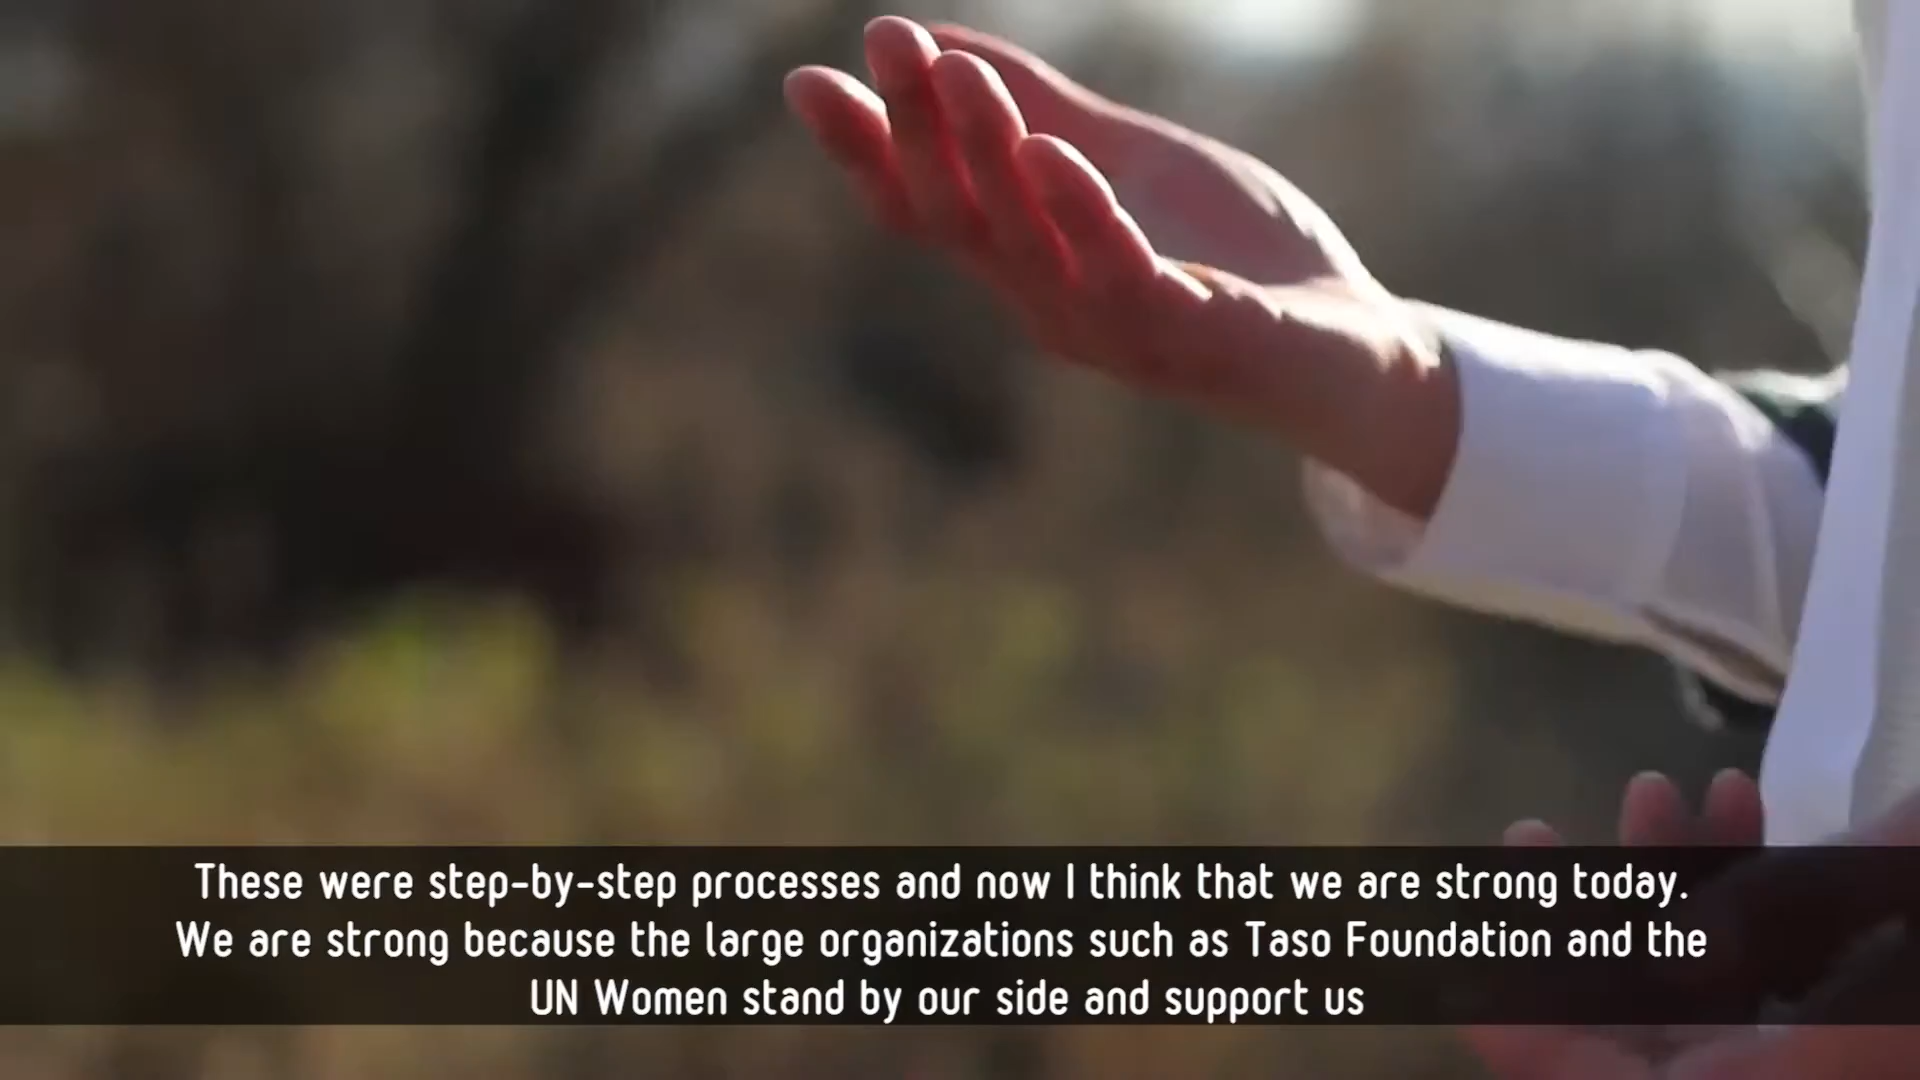 These were step-by-step processes and now I think that we are strong today.
We are strong because the large organizations such as Taso Foundation and the
UN Women stand by our side and support us